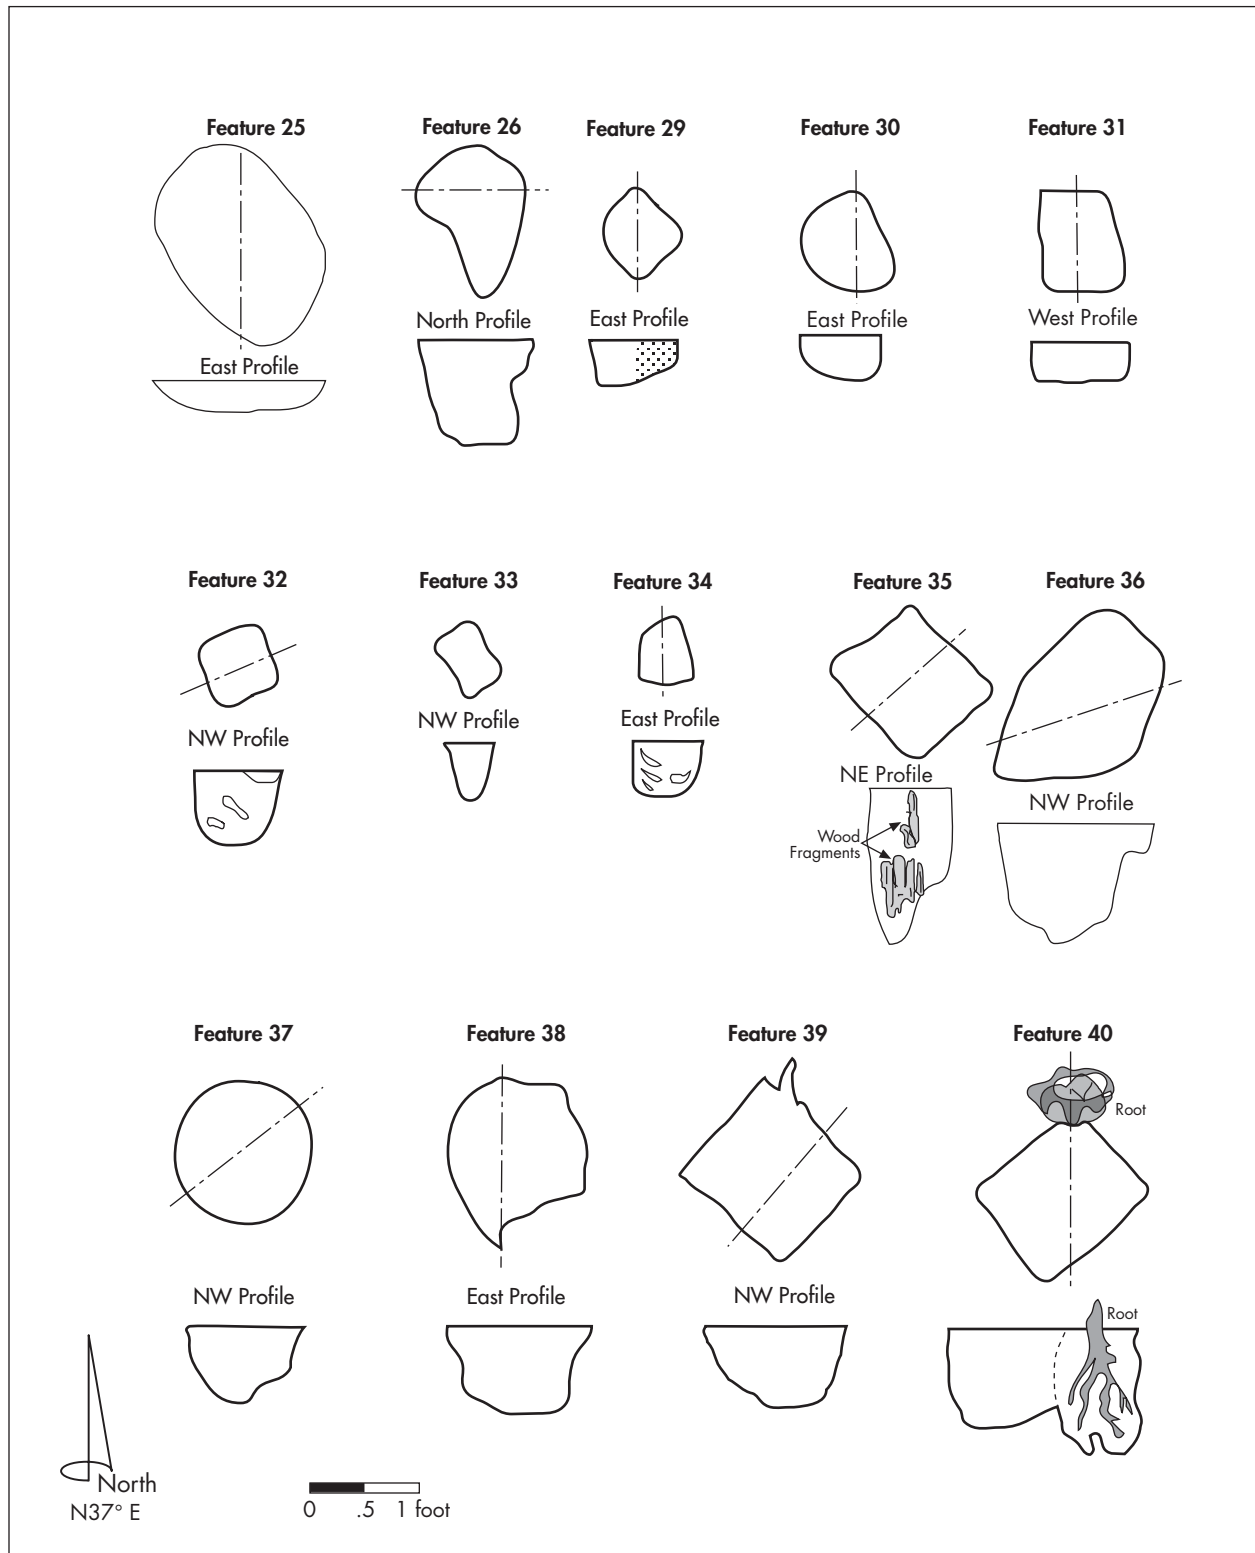 Feature 25
Feature 26
Feature 29
Feature 30
Feature 31
East Profile
North Profile
East Profile
East Profile
West Profile
Feature 32
Feature 33
Feature 34
Feature 35
Feature 36
NW Profile
NW Profile
East Profile
NE Profile
NW Profile
Wood
Fragments
Feature 37
Feature 38
Feature 39
Feature 40
Root
NW Profile
East Profile
NW Profile
Root
North
N37° E
0 .5 1 foot